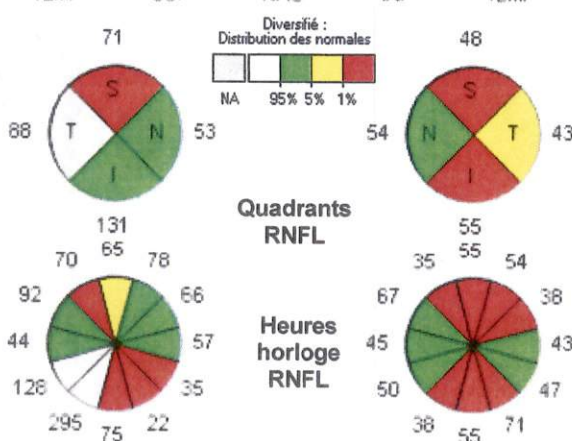 Diversifié :
Distribution des normales
NA 95% 5% 1%
71
S
88 T N 53
I
131
48
S
54 N T 43
I
55
Quadrants
RNFL
65
70 78
92 66
44 57
128 35
295 22
75
Heures
horloge
RNFL
55
35 54
67 38
45 43
50 47
38 71
55